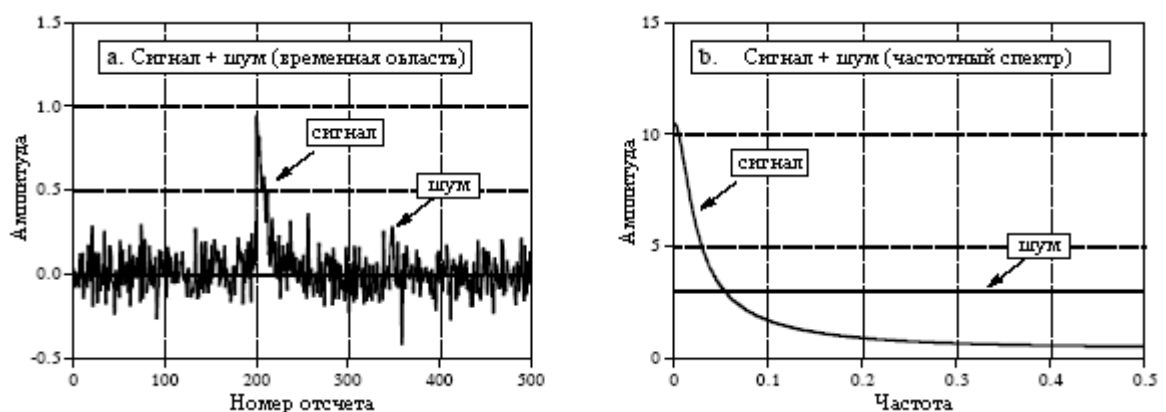 a. Сигнал + шум (временная область)
сигнал
шум
Амплитуда
1.5
1.0
0.5
0.0
-0.5
0
100
200
300
400
500
Номер отсчета
b. Сигнал + шум (частотный спектр)
сигнал
шум
Амплитуда
15
10
5
0
0
0.1
0.2
0.3
0.4
0.5
Частота